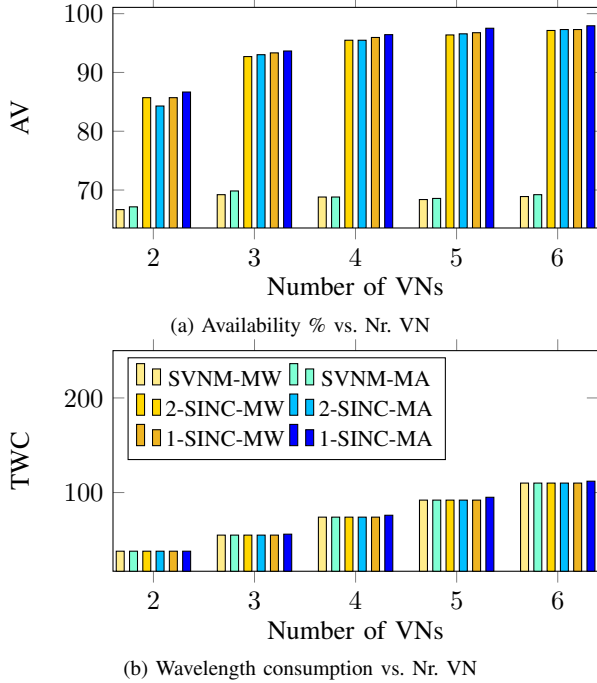 100
90
80
70
AV
2 3 4 5 6
Number of VNs
(a) Availability % vs. Nr. VN
200
100
TWC
SVNM-MW SVNM-MA
2-SINC-MW 2-SINC-MA
1-SINC-MW 1-SINC-MA
2 3 4 5 6
Number of VNs
(b) Wavelength consumption vs. Nr. VN